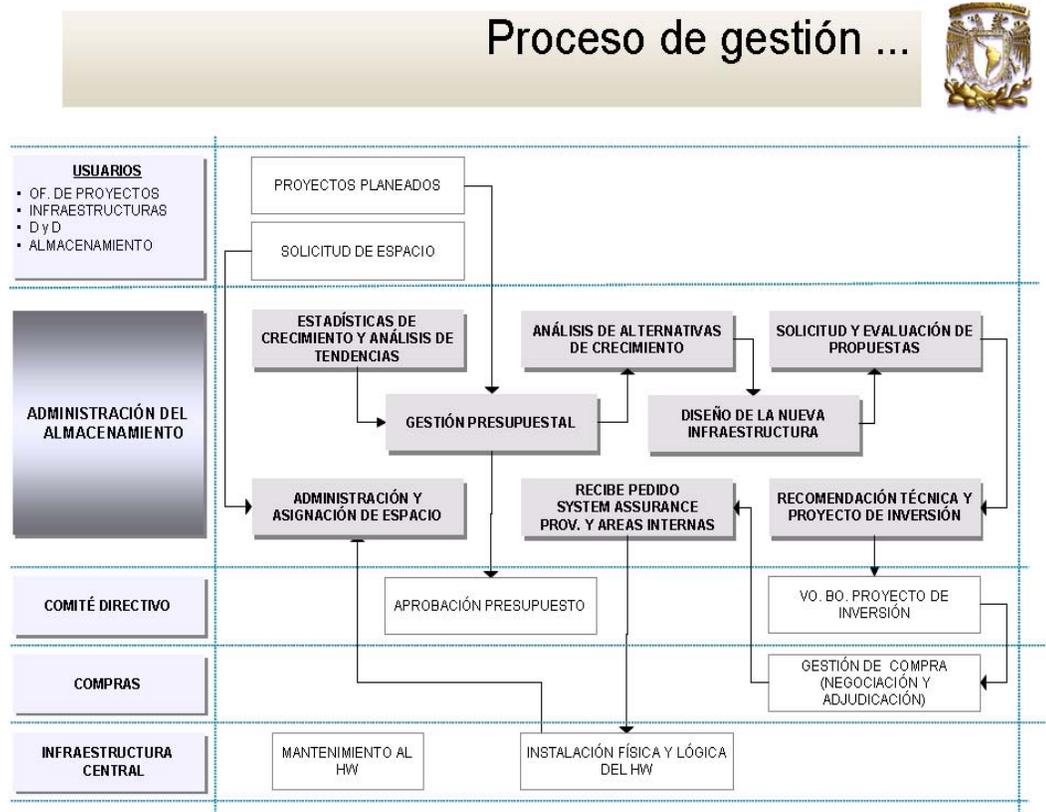 Proceso de gestión ...
USUARIOS
• OF. DE PROYECTOS
• INFRAESTRUCTURAS
• D y D
• ALMACENAMIENTO
PROYECTOS PLANEADOS
SOLICITUD DE ESPACIO
ADMINISTRACIÓN DEL
ALMACENAMIENTO
ESTADÍSTICAS DE
CRECIMIENTO Y ANÁLISIS DE
TENDENCIAS
ANÁLISIS DE ALTERNATIVAS
DE CRECIMIENTO
SOLICITUD Y EVALUACIÓN DE
PROPUESTAS
GESTIÓN PRESUPUESTAL
DISEÑO DE LA NUEVA
INFRAESTRUCTURA
ADMINISTRACIÓN Y
ASIGNACIÓN DE ESPACIO
RECIBE PEDIDO
SYSTEM ASSURANCE
PROV. Y AREAS INTERNAS
RECOMENDACIÓN TÉCNICA Y
PROYECTO DE INVERSIÓN
COMITÉ DIRECTIVO
APROBACIÓN PRESUPUESTO
VO. BO. PROYECTO DE
INVERSIÓN
COMPRAS
GESTIÓN DE COMPRA
(NEGOCIACIÓN Y
ADJUDICACIÓN)
INFRAESTRUCTURA
CENTRAL
MANTENIMIENTO AL
HW
INSTALACIÓN FÍSICA Y LÓGICA
DEL HW